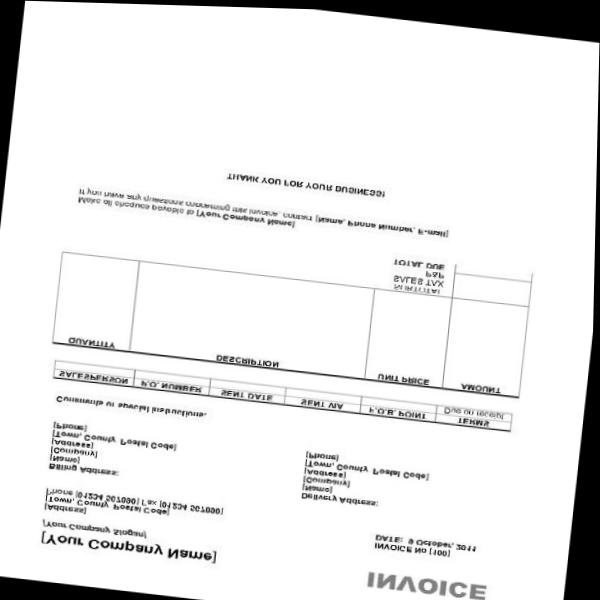 INVOICE
[Your Company Name]
[Your Company Slogan]
INVOICE No [100]
DATE: 9 October, 2011
[Address]
[Town, County Postal Code]
Phone [01234 567890] Fax [01234 567890]
Billing Address:
[Name]
[Company]
[Address]
[Town, County Postal Code]
[Phone]
Delivery Address:
[Name]
[Company]
[Address]
[Town, County Postal Code]
[Phone]
Comments or special instructions:
SALESPERSON P.O. NUMBER SENT DATE SENT VIA F.O.B. POINT TERMS
Due on receipt
QUANTITY DESCRIPTION UNIT PRICE AMOUNT
SUBTOTAL
SALES TAX
P&P
TOTAL DUE
Make all cheques payable to [Your Company Name]
If you have any questions concerning this invoice, contact [Name, Phone Number, E-mail]
THANK YOU FOR YOUR BUSINESS!